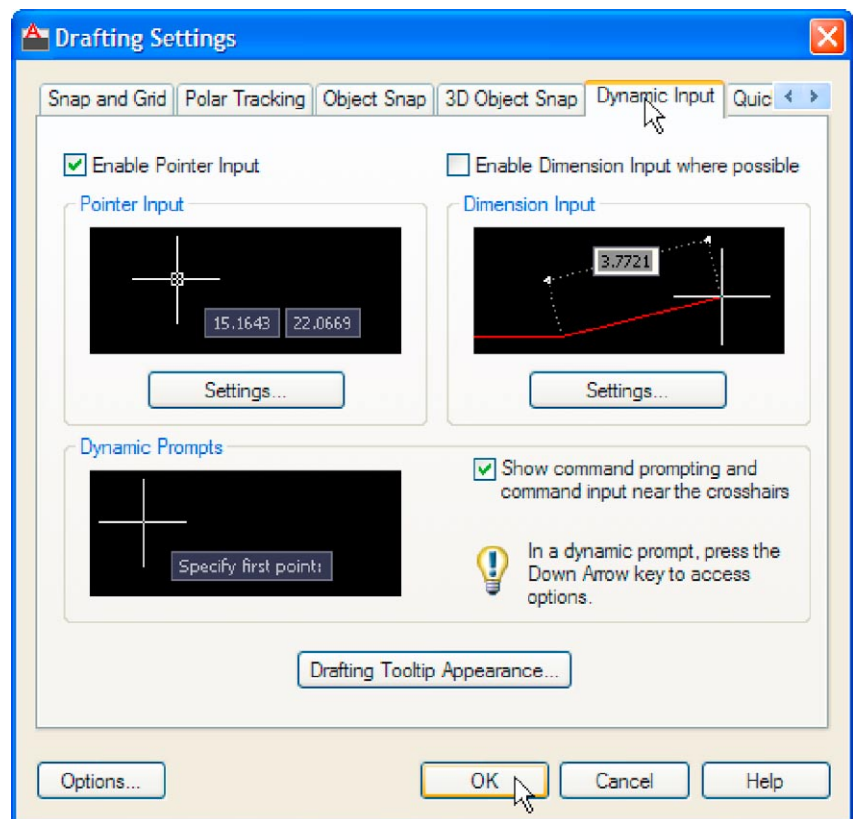 Drafting Settings
Snap and Grid
Polar Tracking
Object Snap
3D Object Snap
Dynamic Input
Quic
Enable Pointer Input
Enable Dimension Input where possible
Pointer Input
Dimension Input
15.1643
22.0669
3.7721
Settings...
Settings...
Dynamic Prompts
Specify first point:
Show command prompting and
command input near the crosshairs
In a dynamic prompt, press the
Down Arrow key to access
options.
Drafting Tooltip Appearance...
Options...
OK
Cancel
Help